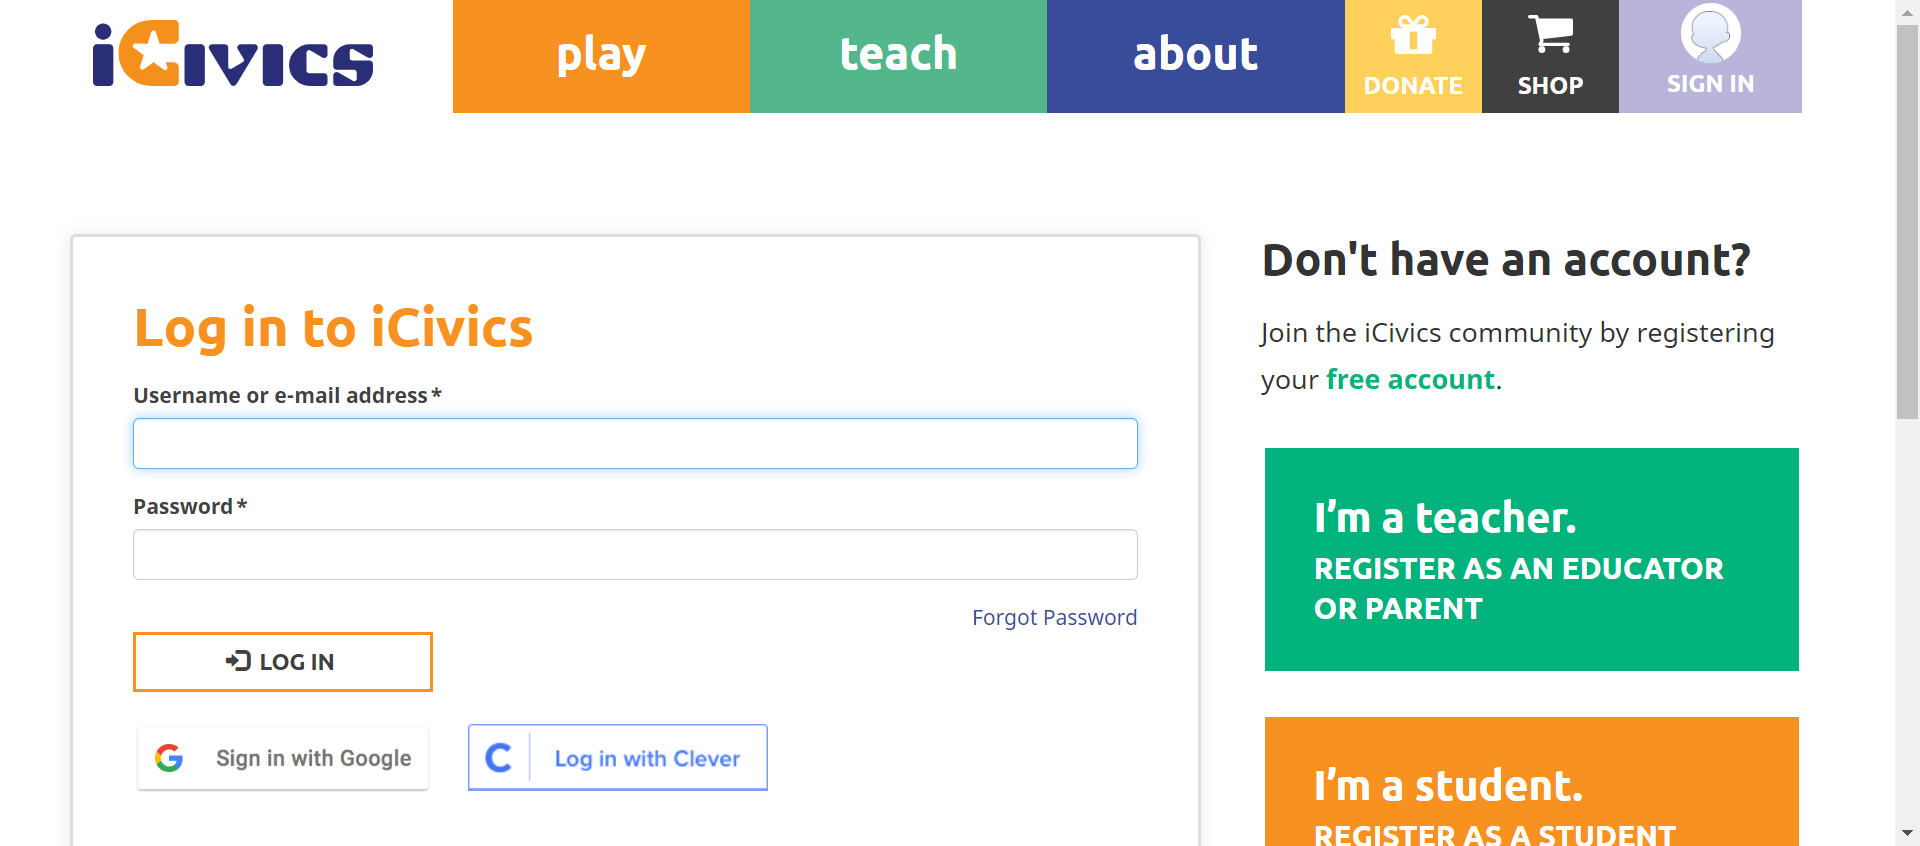 iCivics
play
teach
about
DONATE
SHOP
SIGN IN
Log in to iCivics
Username or e-mail address*
Password*
Forgot Password
LOG IN
Sign in with Google
Log in with Clever
Don't have an account?
Join the iCivics community by registering
your free account.
I’m a teacher.
REGISTER AS AN EDUCATOR
OR PARENT
I’m a student.
REGISTER AS A STUDENT